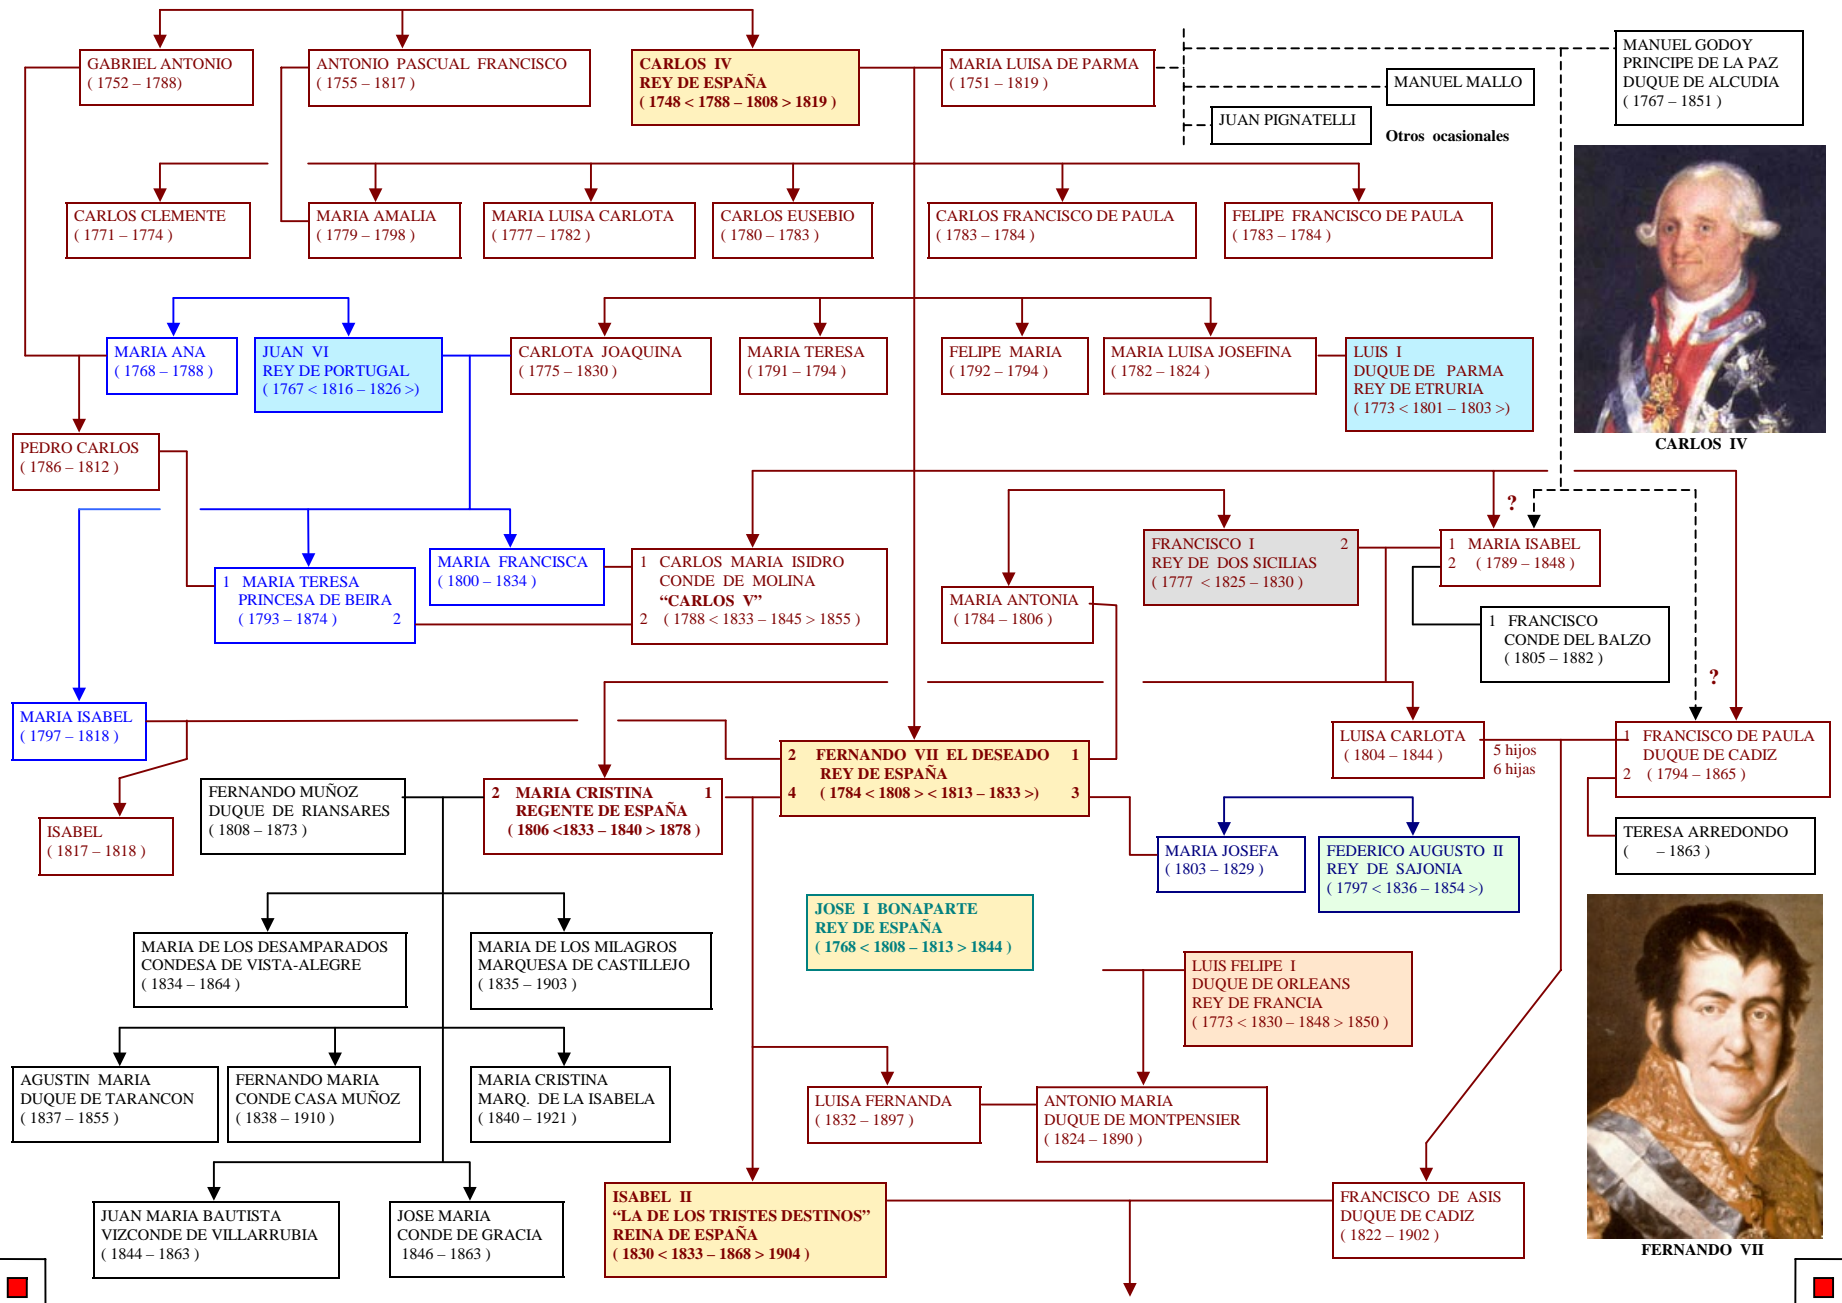 GABRIEL ANTONIO
( 1752 – 1788)
ANTONIO PASCUAL FRANCISCO
( 1755 – 1817 )
CARLOS IV
REY DE ESPAÑA
( 1748 < 1788 – 1808 > 1819 )
MARIA LUISA DE PARMA
( 1751 – 1819 )
MANUEL GODOY
PRINCIPE DE LA PAZ
DUQUE DE ALCUDIA
( 1767 – 1851 )
MANUEL MALLO
JUAN PIGNATELLI
Otros ocasionales
CARLOS CLEMENTE
( 1771 – 1774 )
MARIA AMALIA
( 1779 – 1798 )
MARIA LUISA CARLOTA
( 1777 – 1782 )
CARLOS EUSEBIO
( 1780 – 1783 )
CARLOS FRANCISCO DE PAULA
( 1783 – 1784 )
FELIPE FRANCISCO DE PAULA
( 1783 – 1784 )
MARIA ANA
( 1768 – 1788 )
JUAN VI
REY DE PORTUGAL
( 1767 < 1816 – 1826 >)
CARLOTA JOAQUINA
( 1775 – 1830 )
MARIA TERESA
( 1791 – 1794 )
FELIPE MARIA
( 1792 – 1794 )
MARIA LUISA JOSEFINA
( 1782 – 1824 )
LUIS I
DUQUE DE PARMA
REY DE ETRURIA
( 1773 < 1801 – 1803 >)
CARLOS IV
PEDRO CARLOS
( 1786 – 1812 )
?
1 MARIA TERESA
PRINCESA DE BEIRA
( 1793 – 1874 ) 2
MARIA FRANCISCA
( 1800 – 1834 )
1 CARLOS MARIA ISIDRO
CONDE DE MOLINA
“CARLOS V”
2 ( 1788 < 1833 – 1845 > 1855 )
MARIA ANTONIA
( 1784 – 1806 )
FRANCISCO I 2
REY DE DOS SICILIAS
( 1777 < 1825 – 1830 )
1 MARIA ISABEL
2 ( 1789 – 1848 )
1 FRANCISCO
CONDE DEL BALZO
( 1805 – 1882 )
?
MARIA ISABEL
( 1797 – 1818 )
2 FERNANDO VII EL DESEADO 1
REY DE ESPAÑA
4 ( 1784 < 1808 > < 1813 – 1833 >) 3
LUISA CARLOTA
( 1804 – 1844 )
5 hijos
6 hijas
1 FRANCISCO DE PAULA
DUQUE DE CADIZ
2 ( 1794 – 1865 )
FERNANDO MUÑOZ
DUQUE DE RIANSARES
( 1808 – 1873 )
2 MARIA CRISTINA 1
REGENTE DE ESPAÑA
( 1806 <1833 – 1840 > 1878 )
ISABEL
( 1817 – 1818 )
MARIA JOSEFA
( 1803 – 1829 )
FEDERICO AUGUSTO II
REY DE SAJONIA
( 1797 < 1836 – 1854 >)
TERESA ARREDONDO
( – 1863 )
JOSE I BONAPARTE
REY DE ESPAÑA
( 1768 < 1808 – 1813 > 1844 )
MARIA DE LOS DESAMPARADOS
CONDESA DE VISTA-ALEGRE
( 1834 – 1864 )
MARIA DE LOS MILAGROS
MARQUESA DE CASTILLEJO
( 1835 – 1903 )
LUIS FELIPE I
DUQUE DE ORLEANS
REY DE FRANCIA
( 1773 < 1830 – 1848 > 1850 )
AGUSTIN MARIA
DUQUE DE TARANCON
( 1837 – 1855 )
FERNANDO MARIA
CONDE CASA MUÑOZ
( 1838 – 1910 )
MARIA CRISTINA
MARQ. DE LA ISABELA
( 1840 – 1921 )
LUISA FERNANDA
( 1832 – 1897 )
ANTONIO MARIA
DUQUE DE MONTPENSIER
( 1824 – 1890 )
JUAN MARIA BAUTISTA
VIZCONDE DE VILLARRUBIA
( 1844 – 1863 )
JOSE MARIA
CONDE DE GRACIA
1846 – 1863 )
ISABEL II
“LA DE LOS TRISTES DESTINOS”
REINA DE ESPAÑA
( 1830 < 1833 – 1868 > 1904 )
FRANCISCO DE ASIS
DUQUE DE CADIZ
( 1822 – 1902 )
FERNANDO VII